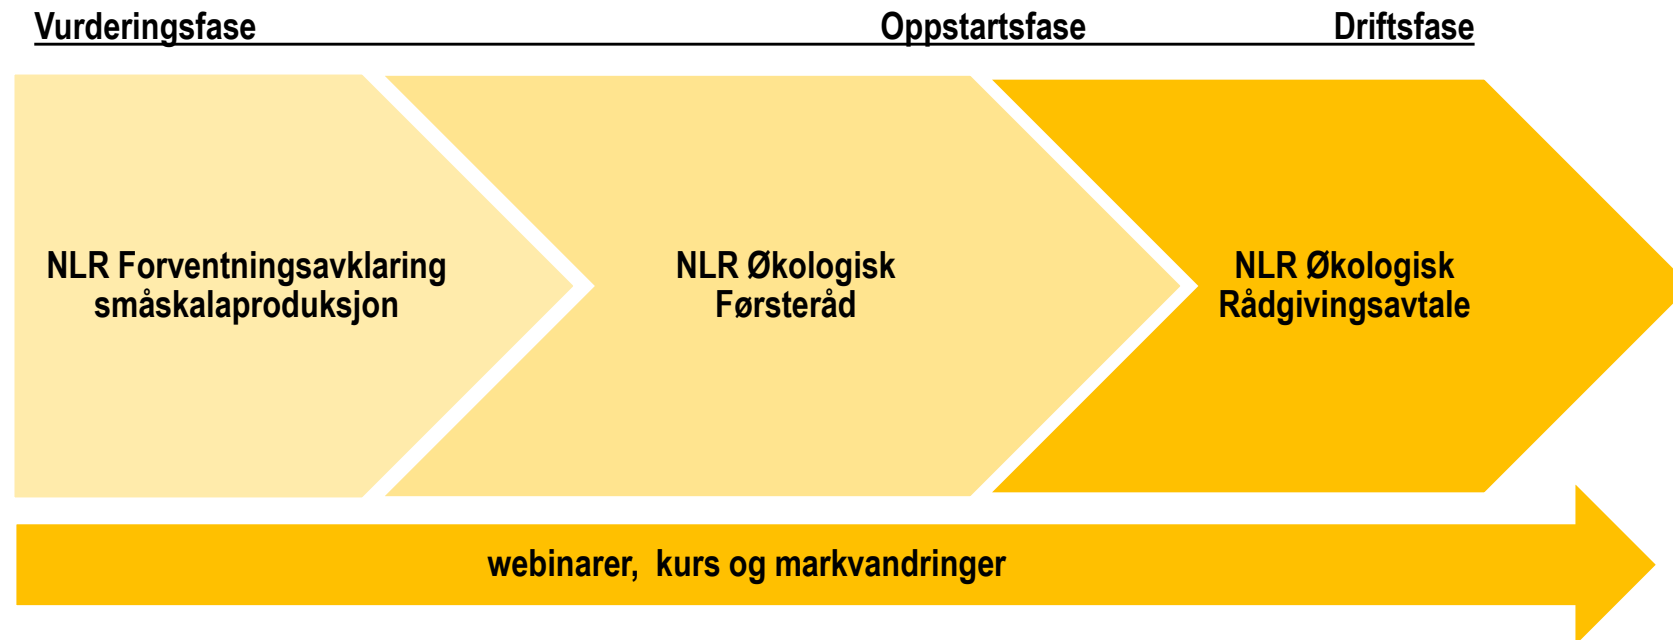 Vurderingsfase Oppstartsfase Driftsfase
NLR Forventningsavklaring
småskalaproduksjon
NLR Økologisk
Førsteråd
NLR Økologisk
Rådgivingsavtale
webinarer, kurs og markvandringer